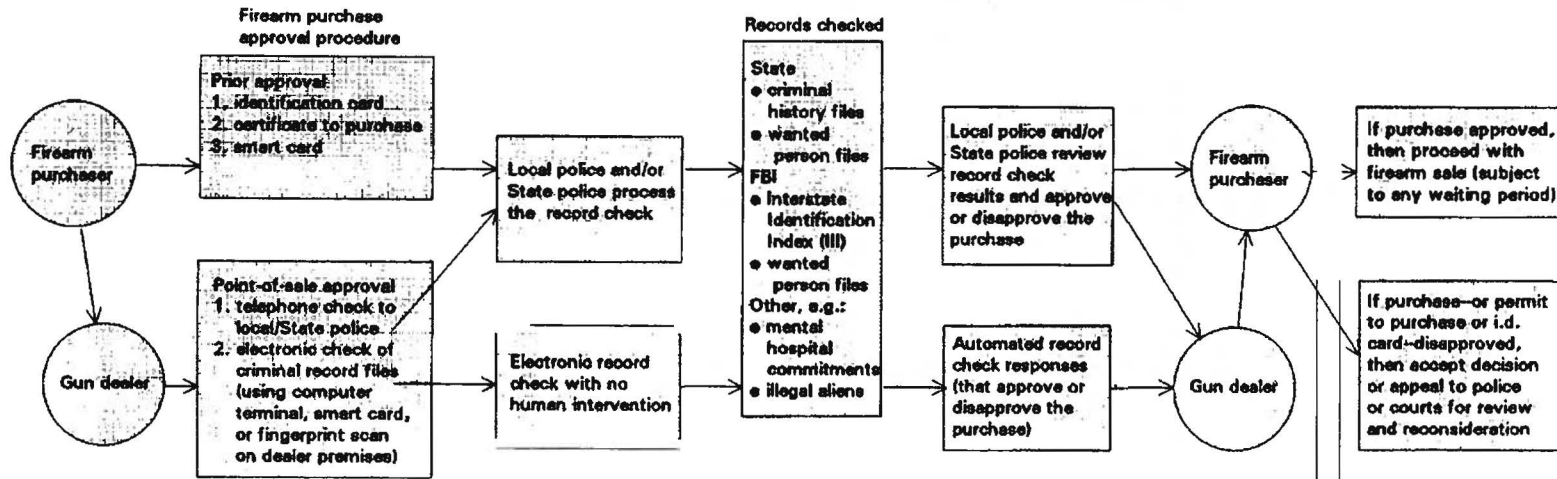 Firearm purchase
approval procedure
Firearm
purchaser
Prior approval
1. identification card
2. certificate to purchase
3. smart card
Gun dealer
Point-of-sale approval
1. telephone check to
local/State police
2. electronic check of
criminal record files
(using computer
terminal, smart card,
or fingerprint scan
on dealer premises)
Local police and/or
State police process
the record check
Electronic record
check with no
human intervention
Records checked
State
● criminal
history files
● wanted
person files
FBI
● Interstate
Identification
Index (III)
● wanted
person files
Other, e.g.:
● mental
hospital
commitments
● illegal aliens
Local police and/or
State police review
record check
results and approve
or disapprove the
purchase
Automated record
check responses
(that approve or
disapprove the
purchase)
Firearm
purchaser
Gun dealer
If purchase approved,
then proceed with
firearm sale (subject
to any waiting period)
If purchase--or permit
to purchase or i.d.
card--disapproved,
then accept decision
or appeal to police
or courts for review
and reconsideration